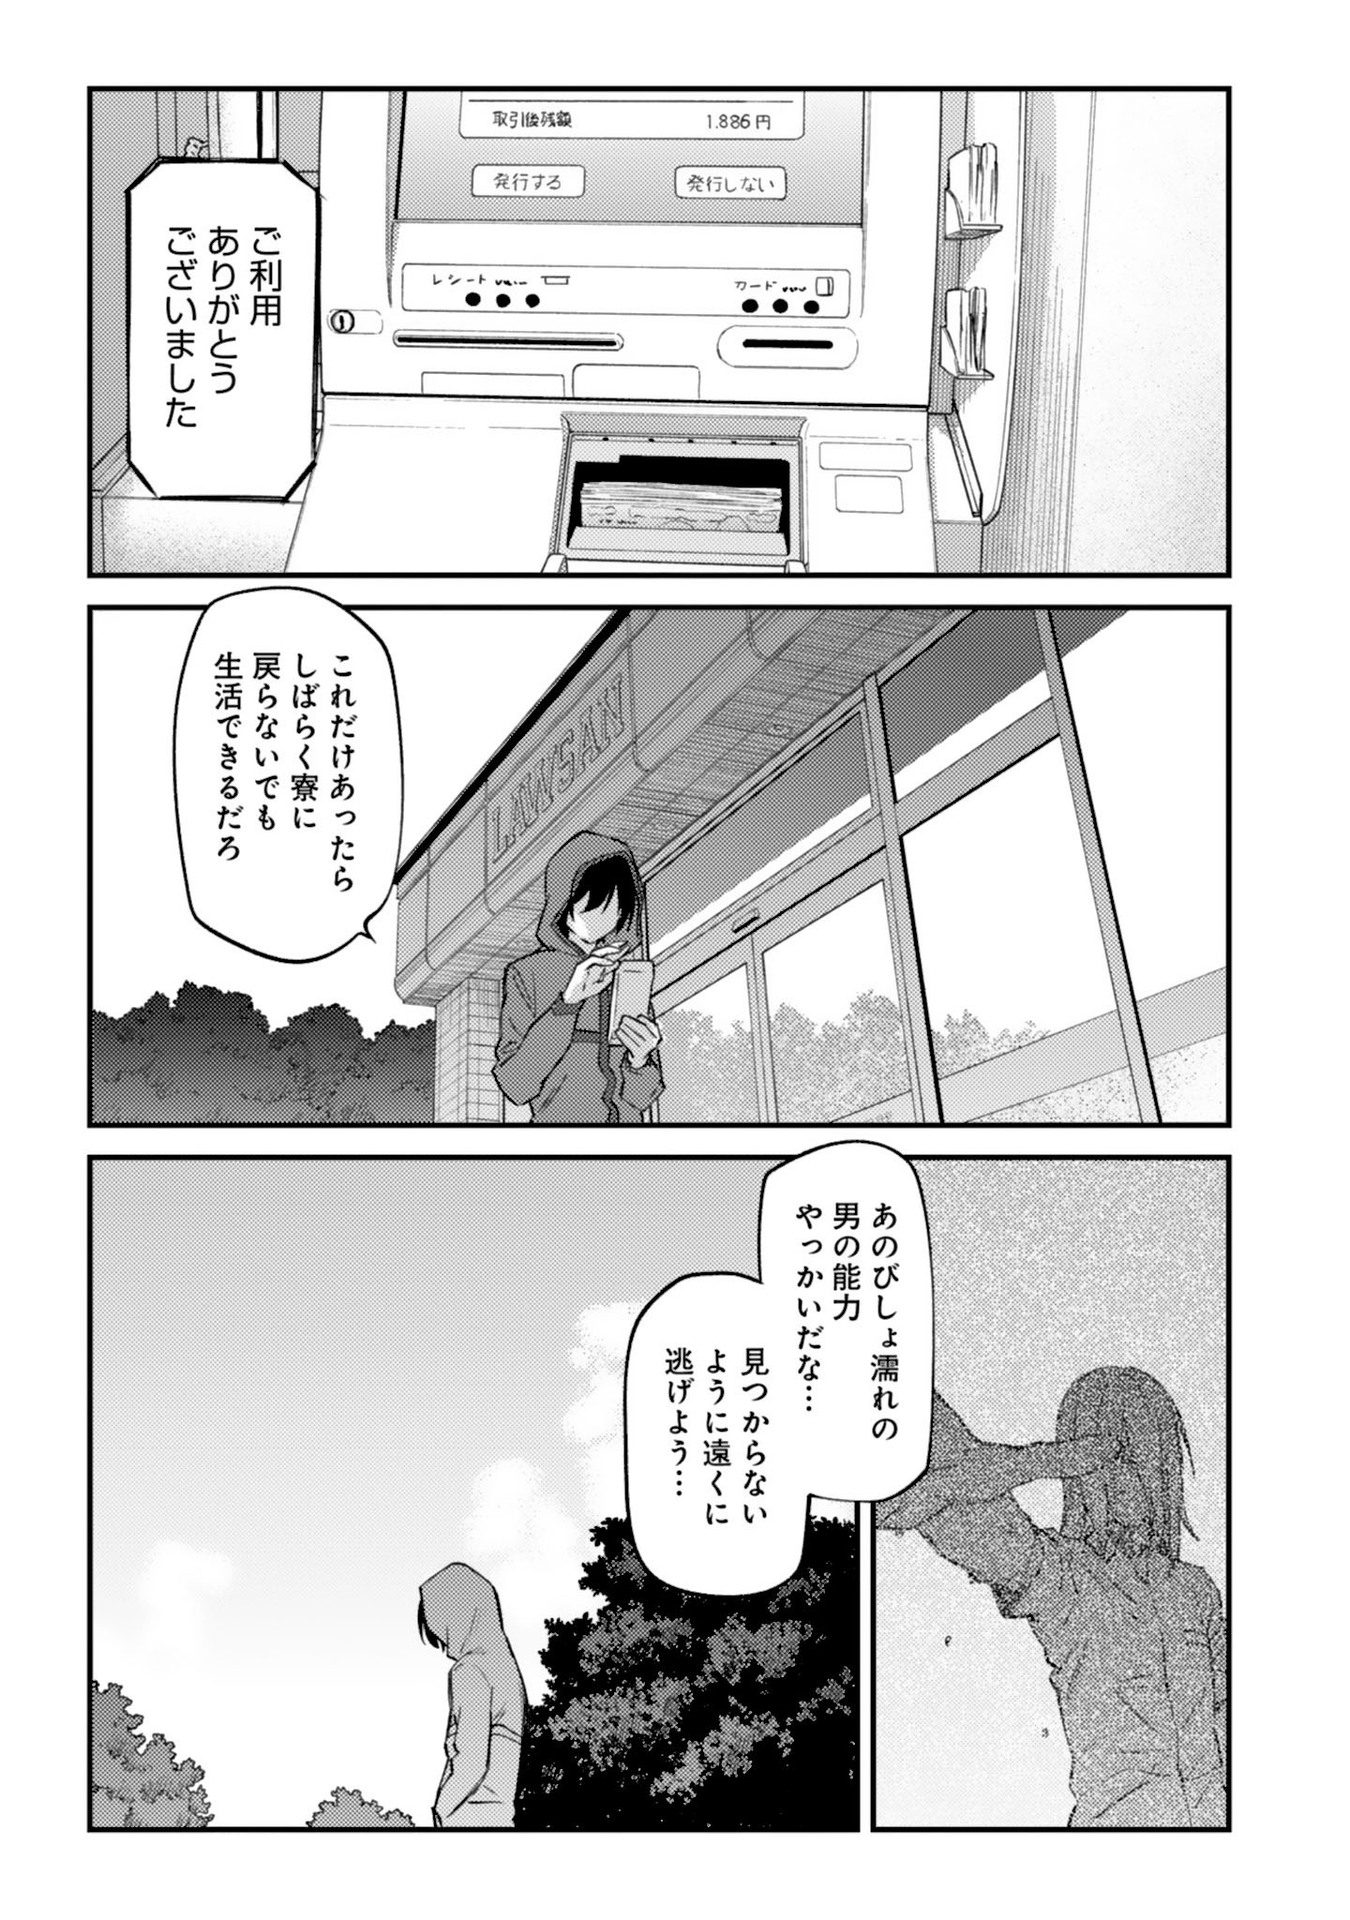 取引後残額 1.886円
発行する 発行しない
レシート
カード
①
ご利用
ありがとう
ございました
LAWSAN
これだけあったら
しばらく寮に
戻らないでも
生活できるだろ
あのびしょ濡れの
男の能力
やっかいだな…
見つからない
ように遠くに
逃げよう…